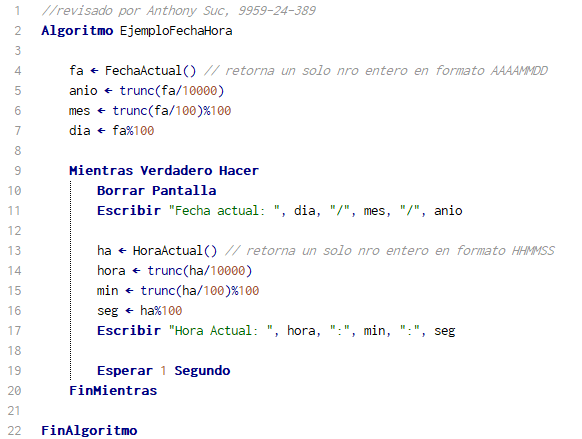 1 //revisado por Anthony Suc, 9959-24-389
2 Algoritmo EjemploFechaHora
3
4 fa ← FechaActual() // retorna un solo nro entero en formato AAAAMMDD
5 anio ← trunc(fa/10000)
6 mes ← trunc(fa/100)%100
7 dia ← fa%100
8
9 Mientras Verdadero Hacer
10 Borrar Pantalla
11 Escribir "Fecha actual: ", dia, "/", mes, "/", anio
12
13 ha ← HoraActual() // retorna un solo nro entero en formato HHMMSS
14 hora ← trunc(ha/10000)
15 min ← trunc(ha/100)%100
16 seg ← ha%100
17 Escribir "Hora Actual: ", hora, ":", min, ":", seg
18
19 Esperar 1 Segundo
20 FinMientras
21
22 FinAlgoritmo